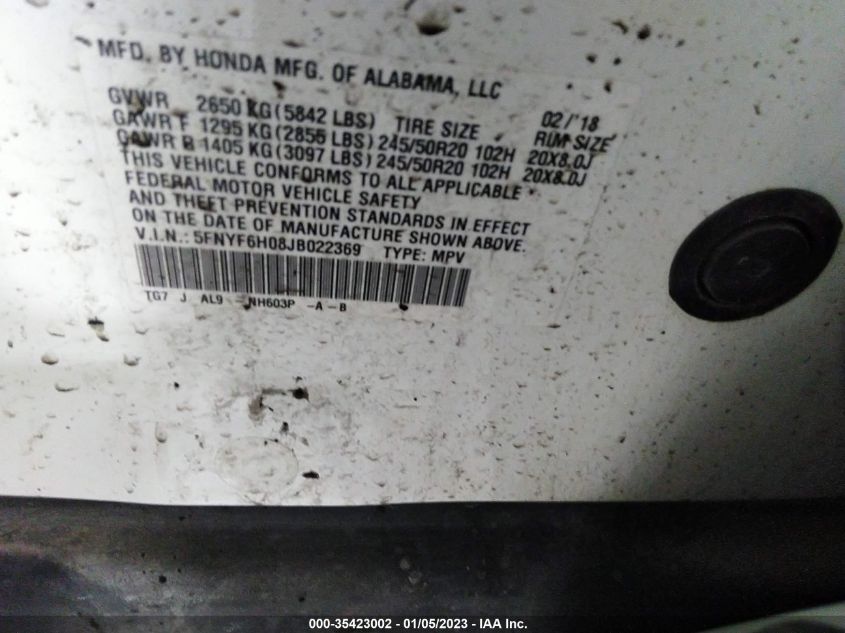 MFD. BY HONDA MFG. OF ALABAMA, LLC
GVWR 2650 KG (5842 LBS) TIRE SIZE 02/'18 RIM SIZE
GAWR F 1295 KG (2855 LBS) 245/50R20 102H 20X8.0J
GAWR R 1405 KG (3097 LBS) 245/50R20 102H 20X8.0J
THIS VEHICLE CONFORMS TO ALL APPLICABLE
FEDERAL MOTOR VEHICLE SAFETY
AND THEFT PREVENTION STANDARDS IN EFFECT
ON THE DATE OF MANUFACTURE SHOWN ABOVE.
V.I.N.: 5FNYF6H08JB022369 TYPE: MPV
TG7 J AL9 - NH603P -A-B
000-35423002 - 01/05/2023 - IAA Inc.